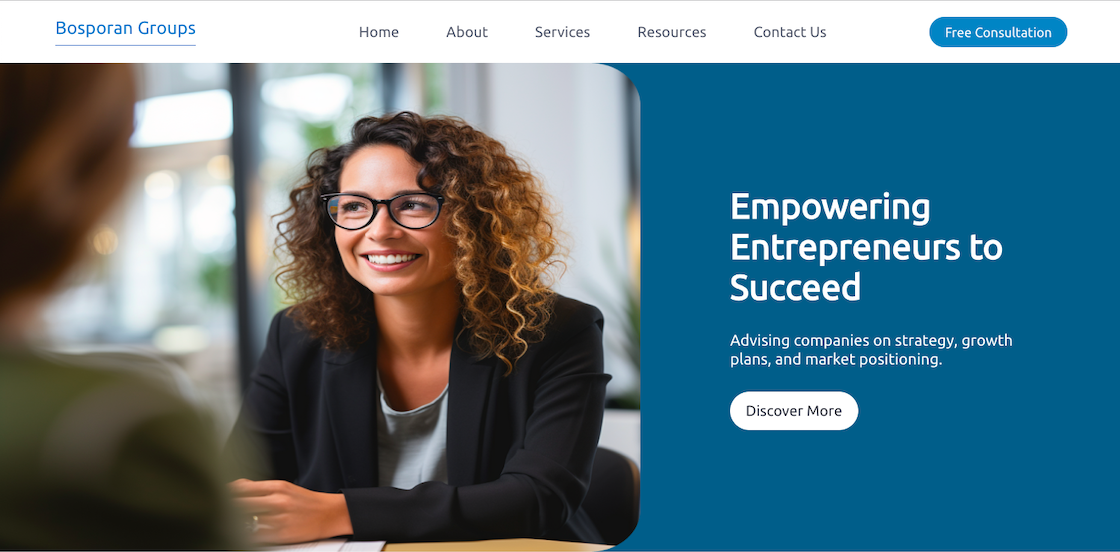 Bosporan Groups
Home
About
Services
Resources
Contact Us
Free Consultation
Empowering
Entrepreneurs to
Succeed
Advising companies on strategy, growth
plans, and market positioning.
Discover More